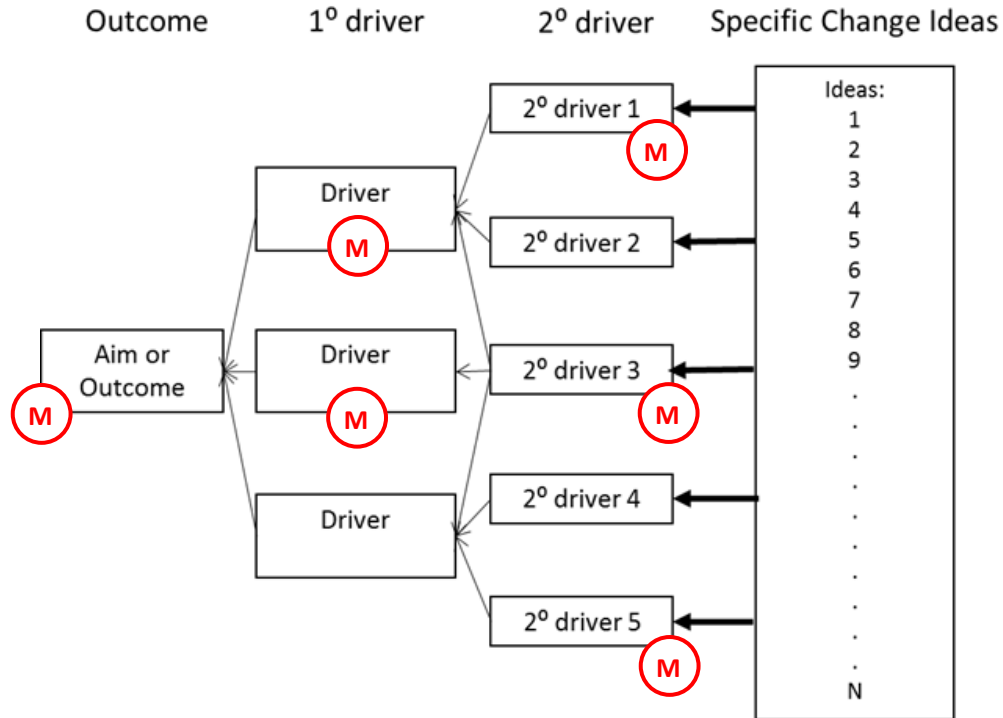 Outcome
1º driver
2º driver
Specific Change Ideas
Ideas:
1
2
3
4
5
6
7
8
9
.
.
.
.
.
.
.
.
.
.
N
2º driver 1
M
Driver
M
2º driver 2
Aim or
Outcome
M
Driver
M
2º driver 3
M
Driver
2º driver 4
2º driver 5
M